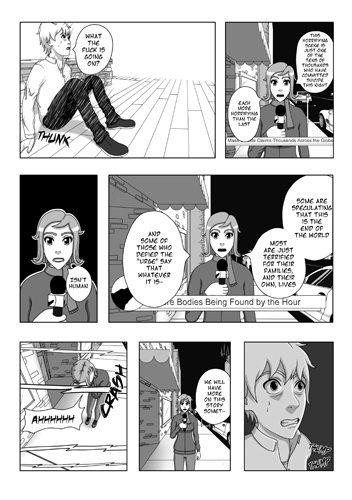 WHAT
THE
FUCK IS
GOING
ON?
THUNK
THIS
HORRIFYING
SCENE IS
JUST ONE
OF THE
TENS OF
THOUSANDS
WHO HAVE
COMMITTED
SUICIDE
THIS NIGHT
EACH
MORE
HORRIFYING
THAN THE
LAST
Claims Thousands Across the Globe
ISN'T
HUMAN
AND
SOME OF
THOSE WHO
DEFIED THE
"URGE" SAY
THAT
WHATEVER
IT IS-
SOME ARE
SPECULATING
THAT THIS
IS THE
END OF
THE WORLD
MOST
ARE JUST
TERRIFIED
FOR THEIR
FAMILIES,
AND THEIR
OWN, LIVES
e Bodies Being Found by the Hour
CRASH
AHHHHHH
WE WILL
HAVE
MORE ON
THIS
STORY
SOMET-
THUMP
THUMP